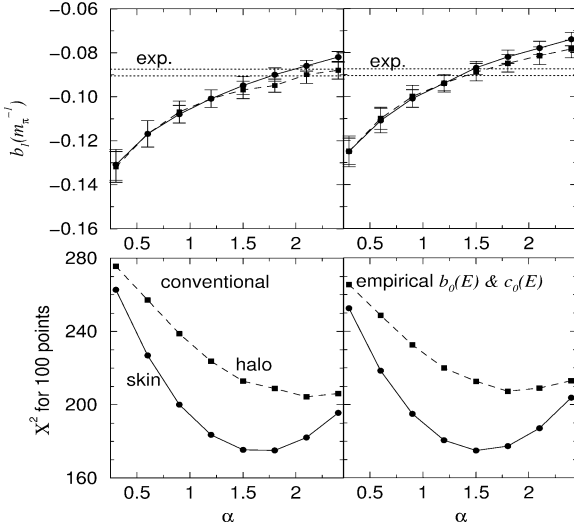 −0.06
−0.08
−0.10
−0.12
−0.14
−0.16
b₁(mπ⁻¹)
exp.
exp.
0.5 1 1.5 2
0.5 1 1.5 2
α
α
280
240
200
160
Χ² for 100 points
conventional
halo
skin
empirical b₀(E) & c₀(E)
0.5 1 1.5 2
0.5 1 1.5 2
α
α